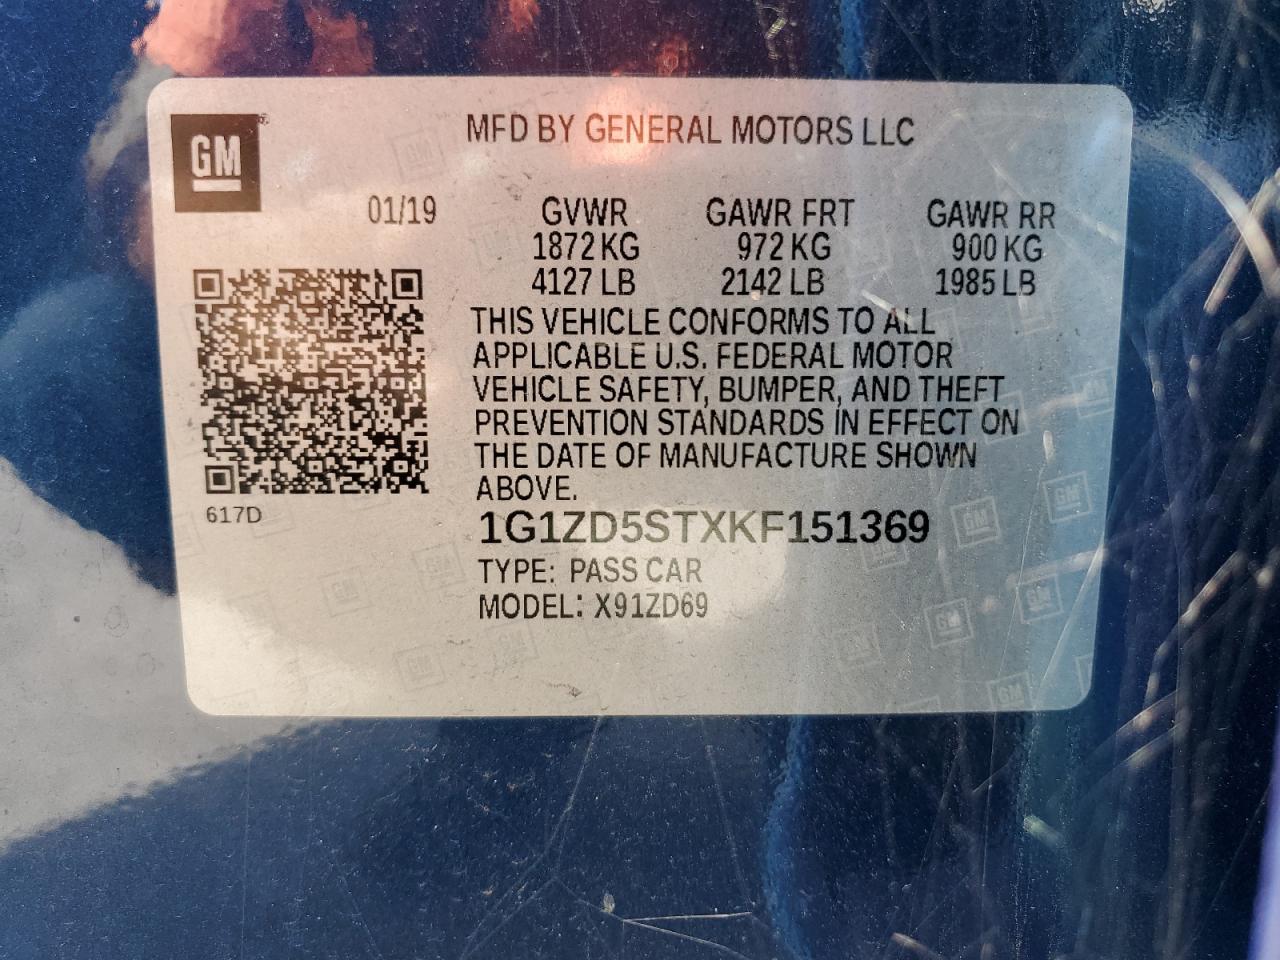 GM
MFD BY GENERAL MOTORS LLC
01/19
GVWR GAWR FRT GAWR RR
1872 KG 972 KG 900 KG
4127 LB 2142 LB 1985 LB
THIS VEHICLE CONFORMS TO ALL
APPLICABLE U.S. FEDERAL MOTOR
VEHICLE SAFETY, BUMPER, AND THEFT
PREVENTION STANDARDS IN EFFECT ON
THE DATE OF MANUFACTURE SHOWN
ABOVE.
617D
1G1ZD5STXKF151369
TYPE: PASS CAR
MODEL: X91ZD69